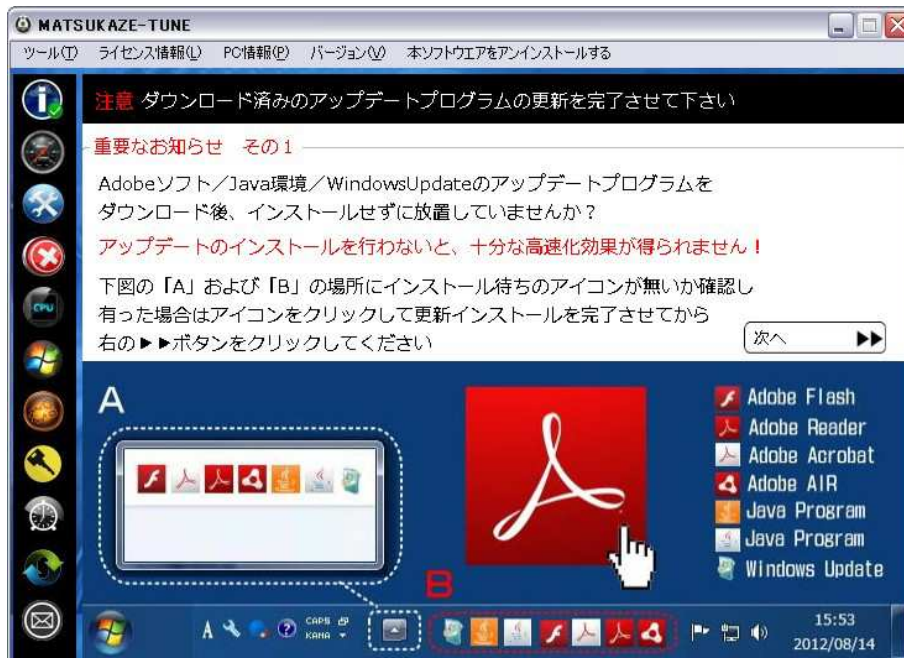 MATSUKAZE-TUNE
ツール(T) ライセンス情報(L) PC情報(P) バージョン(V) 本ソフトウエアをアンインストールする
注意 ダウンロード済みのアップデートプログラムの更新を完了させて下さい
重要なお知らせ その1
Adobeソフト／Java環境／WindowsUpdateのアップデートプログラムを
ダウンロード後、インストールせずに放置していませんか？
アップデートのインストールを行わないと、十分な高速化効果が得られません！
下図の「A」および「B」の場所にインストール待ちのアイコンが無いか確認し
有った場合はアイコンをクリックして更新インストールを完了させてから
右の►►ボタンをクリックしてください
次へ ►►
CPU
A
Adobe Flash
Adobe Reader
Adobe Acrobat
Adobe AIR
Java Program
Java Program
Windows Update
B
A CAPS
KANA
15:53
2012/08/14